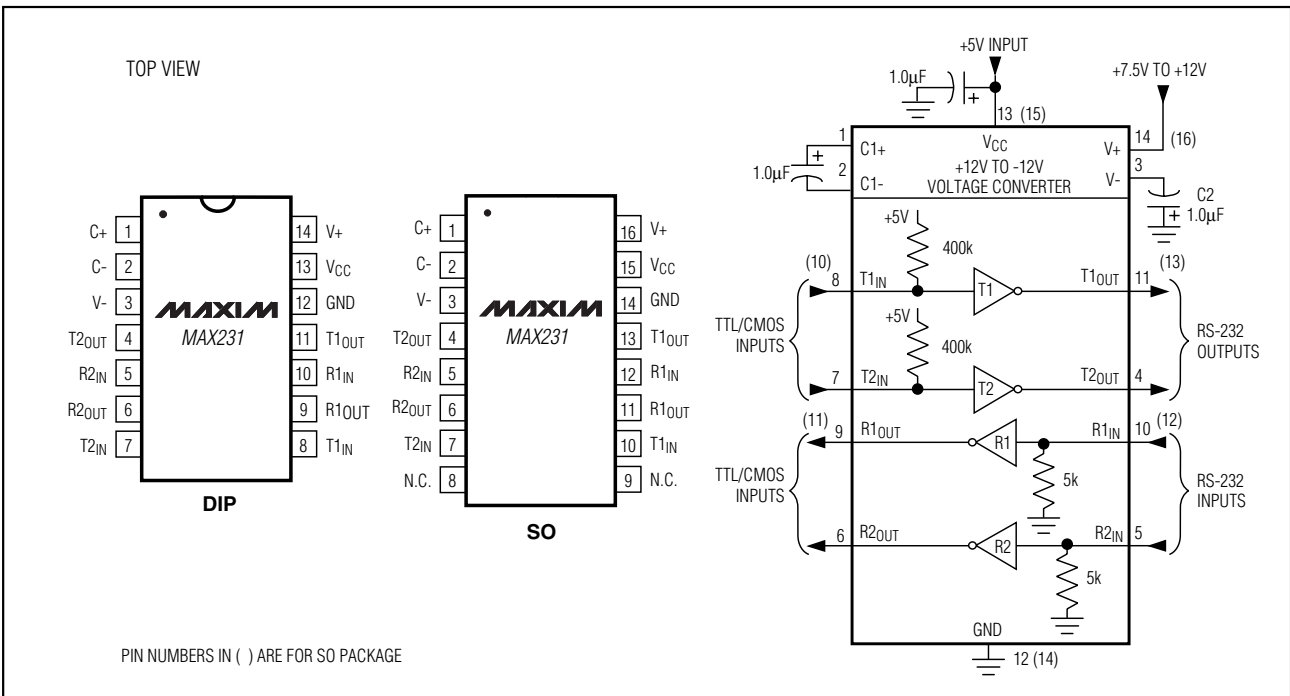 TOP VIEW
C+ 1
C- 2
V- 3
T2OUT 4
R2IN 5
R2OUT 6
T2IN 7
14 V+
13 VCC
12 GND
11 T1OUT
10 R1IN
9 R1OUT
8 T1IN
MAXIM
MAX231
DIP
C+ 1
C- 2
V- 3
T2OUT 4
R2IN 5
R2OUT 6
T2IN 7
N.C. 8
16 V+
15 VCC
14 GND
13 T1OUT
12 R1IN
11 R1OUT
10 T1IN
9 N.C.
MAXIM
MAX231
SO
PIN NUMBERS IN ( ) ARE FOR SO PACKAGE
+5V INPUT
1.0µF
+
+7.5V TO +12V
13 (15)
1
C1+
2
C1-
1.0µF
+
VCC
+12V TO -12V
VOLTAGE CONVERTER
V+
14
(16)
V-
3
C2
+ 1.0µF
+5V
400k
(10)
8
T1IN
T1
T1OUT
11
(13)
TTL/CMOS
INPUTS
+5V
400k
RS-232
OUTPUTS
7
T2IN
T2
T2OUT
4
(11)
9
R1OUT
R1
R1IN
10
(12)
TTL/CMOS
INPUTS
5k
RS-232
INPUTS
6
R2OUT
R2
R2IN
5
5k
GND
12 (14)